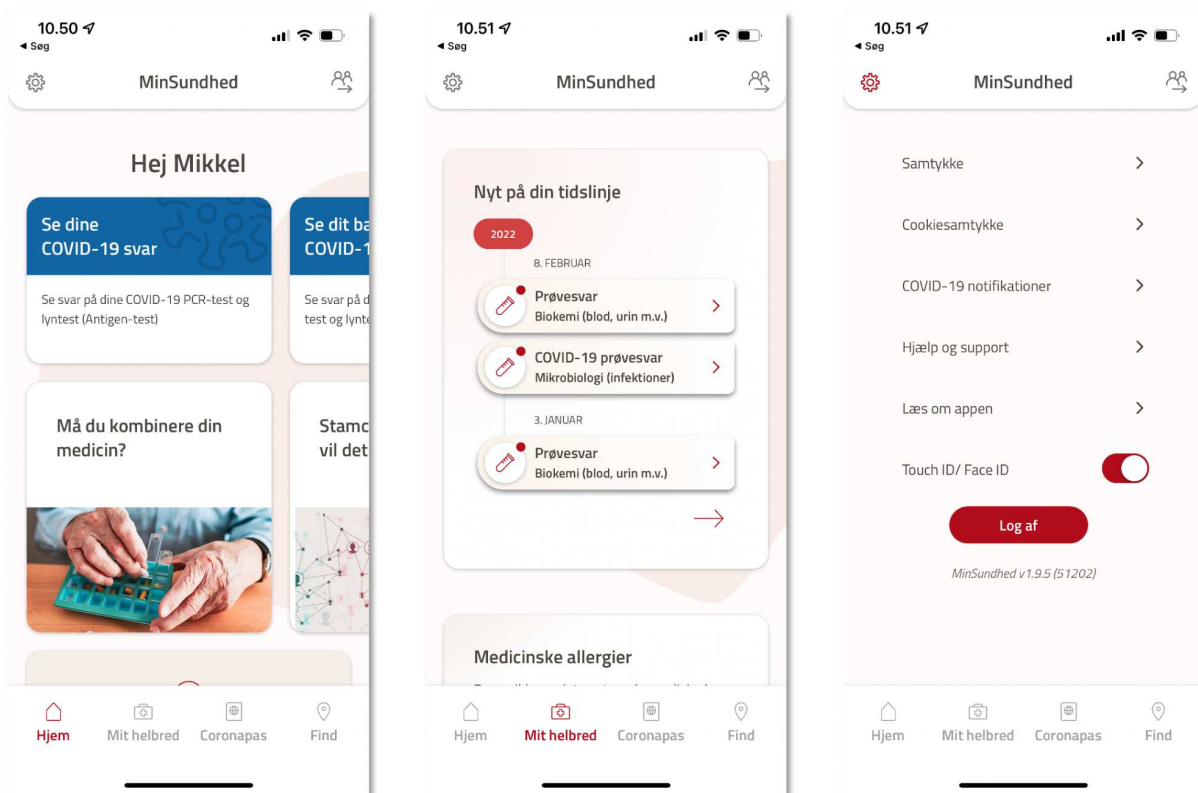 10.50
◀ Søg
MinSundhed
Hej Mikkel
Se dine
COVID-19 svar
Se svar på dine COVID-19 PCR-test og
lyntest (Antigen-test)
Se dit ba
COVID-1
Se svar på d
test og lynte
Må du kombinere din
medicin?
Stamc
vil det
Hjem
Mit helbred
Coronapas
Find
10.51
◀ Søg
MinSundhed
Nyt på din tidslinje
2022
8. FEBRUAR
Prøvesvar
Biokemi (blod, urin m.v.)
COVID-19 prøvesvar
Mikrobiologi (infektioner)
3. JANUAR
Prøvesvar
Biokemi (blod, urin m.v.)
Medicinske allergier
Hjem
Mit helbred
Coronapas
Find
10.51
◀ Søg
MinSundhed
Samtykke
Cookiesamtykke
COVID-19 notifikationer
Hjælp og support
Læs om appen
Touch ID/ Face ID
Log af
MinSundhed v1.9.5 (51202)
Hjem
Mit helbred
Coronapas
Find